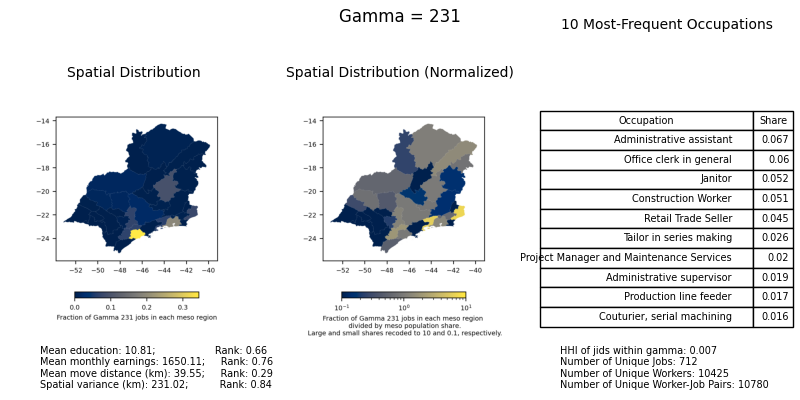 Gamma = 231
10 Most-Frequent Occupations
Spatial Distribution
Spatial Distribution (Normalized)
−14
−16
−18
−20
−22
−24
−52 −50 −48 −46 −44 −42 −40
0.0 0.1 0.2 0.3
Fraction of Gamma 231 jobs in each meso region
−14
−16
−18
−20
−22
−24
−52 −50 −48 −46 −44 −42 −40
10⁻¹ 10⁰ 10¹
Fraction of Gamma 231 jobs in each meso region
divided by meso population share.
Large and small shares recoded to 10 and 0.1, respectively.
Occupation Share
Administrative assistant 0.067
Office clerk in general 0.06
Janitor 0.052
Construction Worker 0.051
Retail Trade Seller 0.045
Tailor in series making 0.026
Project Manager and Maintenance Services 0.02
Administrative supervisor 0.019
Production line feeder 0.017
Couturier, serial machining 0.016
Mean education: 10.81; Rank: 0.66
Mean monthly earnings: 1650.11; Rank: 0.76
Mean move distance (km): 39.55; Rank: 0.29
Spatial variance (km): 231.02; Rank: 0.84
HHI of jids within gamma: 0.007
Number of Unique Jobs: 712
Number of Unique Workers: 10425
Number of Unique Worker-Job Pairs: 10780